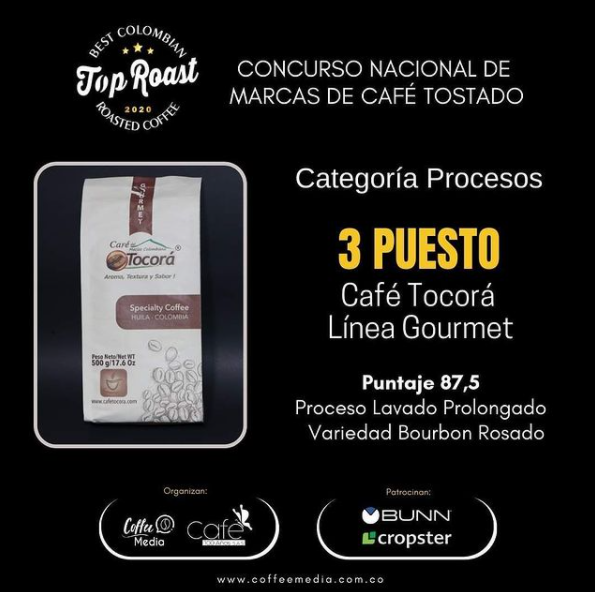 BEST COLOMBIAN
Top Roast
2020
ROASTED COFFEE
CONCURSO NACIONAL DE
MARCAS DE CAFÉ TOSTADO
Categoría Procesos
3 PUESTO
Café Tocorá
Línea Gourmet
Puntaje 87,5
Proceso Lavado Prolongado
Variedad Bourbon Rosado
GOURMET
Café
Tocorá®
Aroma, Textura y Sabor !
Specialty Coffee
HUILA - COLOMBIA
Peso Neto/Net WT
500 g/17.6 Oz
www.cafetocora.com
Organizan:
Coffee
Media
Café
Patrocinan:
BUNN
cropster
www.coffeemedia.com.co